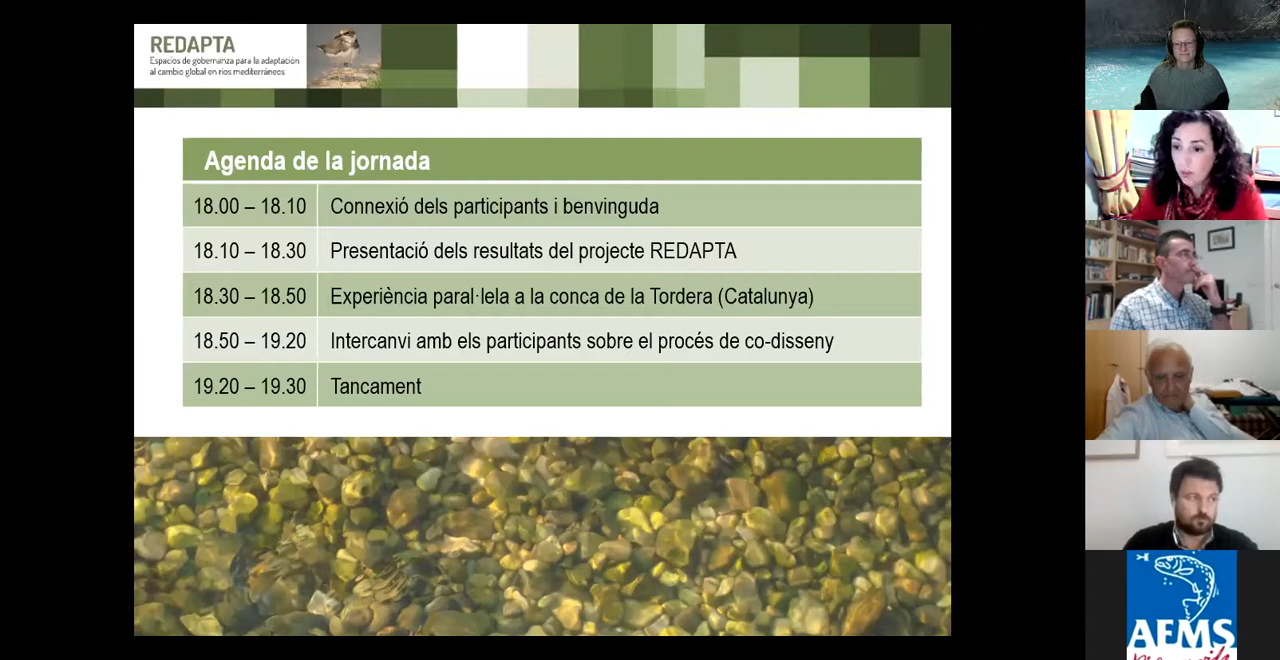 REDAPTA
Espacios de gobernanza para la adaptación
al cambio global en ríos mediterráneos
Agenda de la jornada
18.00 – 18.10 Connexió dels participants i benvinguda
18.10 – 18.30 Presentació dels resultats del projecte REDAPTA
18.30 – 18.50 Experiència paral·lela a la conca de la Tordera (Catalunya)
18.50 – 19.20 Intercanvi amb els participants sobre el procés de co-disseny
19.20 – 19.30 Tancament
AEMS